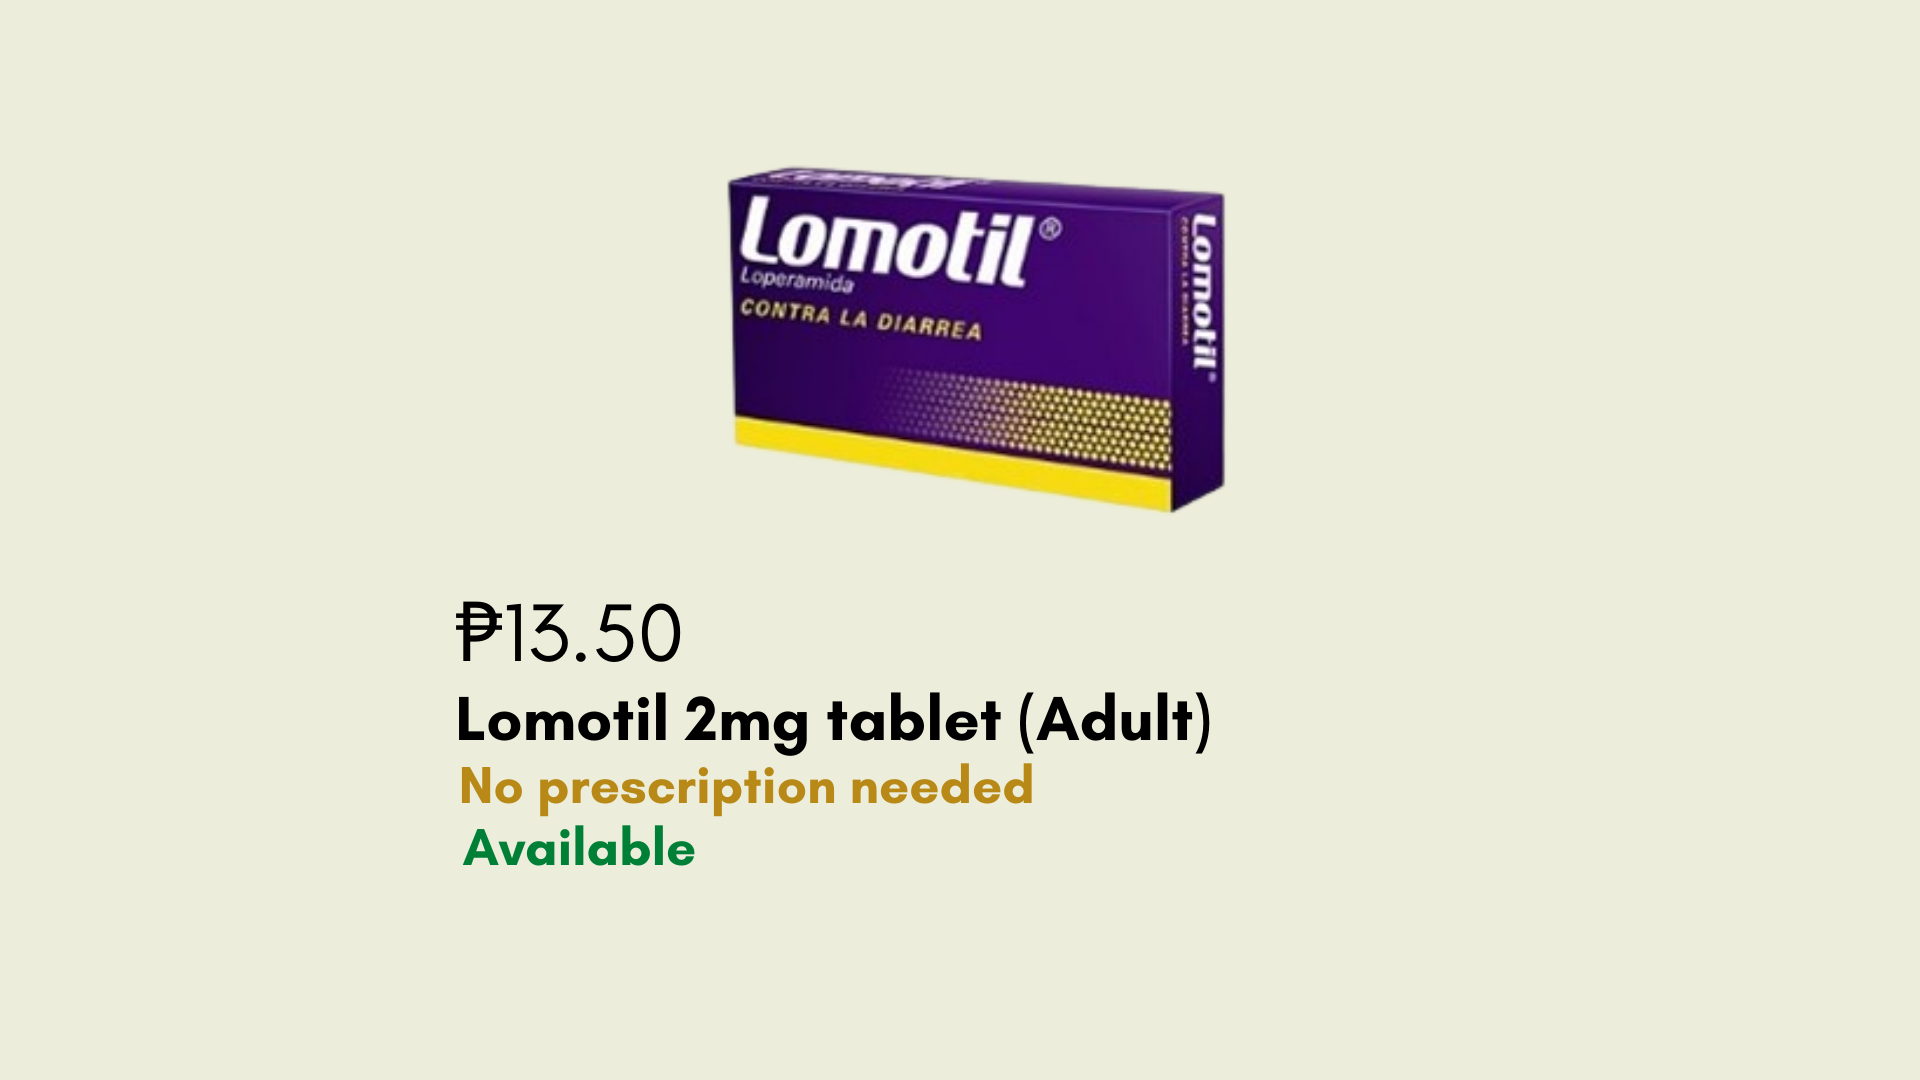 Lomotil®
Loperamida
CONTRA LA DIARREA
Lomotil®
₱13.50
Lomotil 2mg tablet (Adult)
No prescription needed
Available